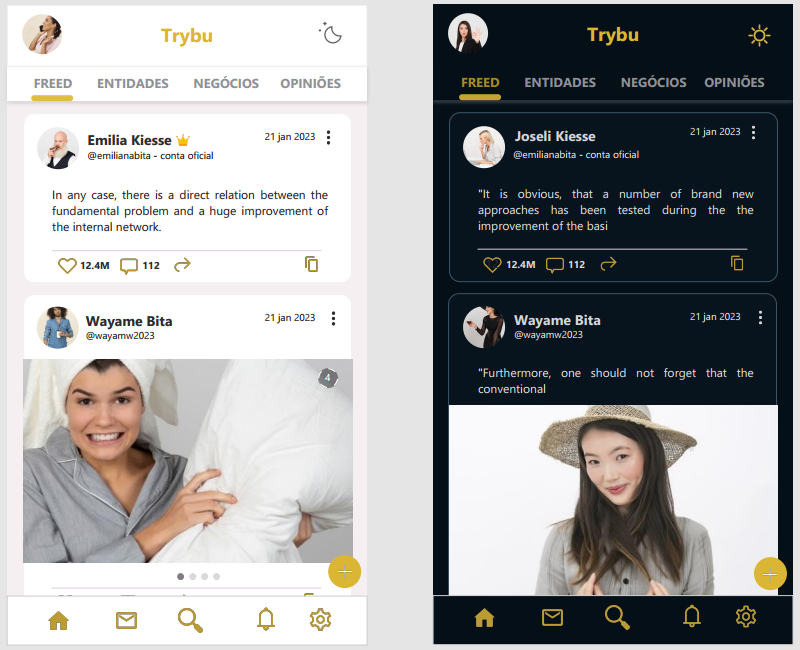 Trybu
FREED ENTIDADES NEGÓCIOS OPINIÕES
Emilia Kiesse
21 jan 2023
@emilianabita - conta oficial
In any case, there is a direct relation between the
fundamental problem and a huge improvement of
the internal network.
12.4M 112
Wayame Bita
21 jan 2023
@wayamw2023
4
Trybu
FREED ENTIDADES NEGÓCIOS OPINIÕES
Joseli Kiesse
21 jan 2023
@emilianabita - conta oficial
"It is obvious, that a number of brand new
approaches has been tested during the the
improvement of the basi
12.4M 112
Wayame Bita
21 jan 2023
@wayamw2023
"Furthermore, one should not forget that the
conventional